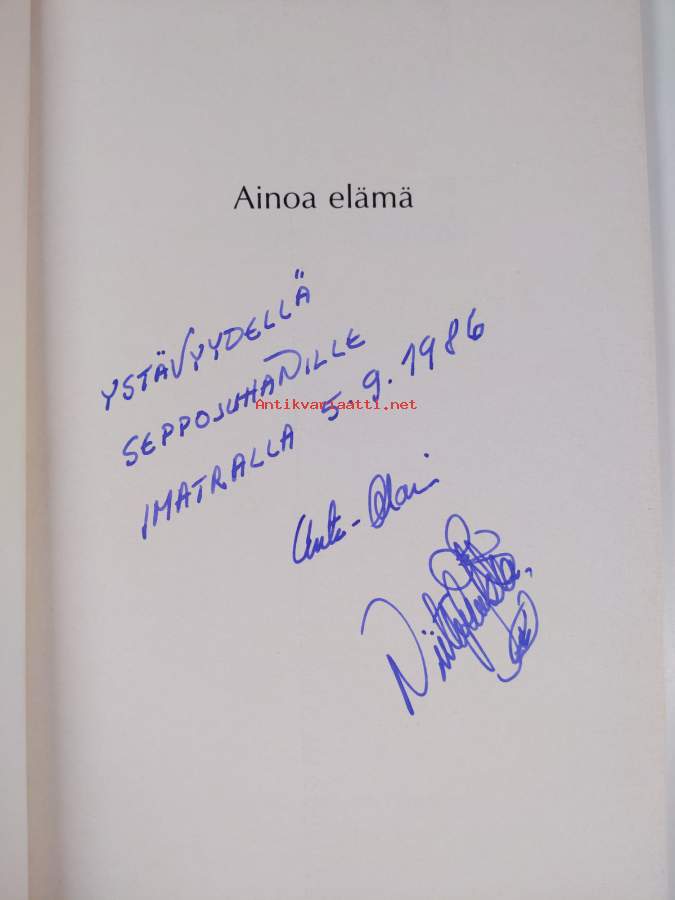 Ainoa elämä
YSTÄVYYDELLÄ
SEPPOJUHANILLE
Antikvariaatti.net
IMATRALLA 5.9.1986